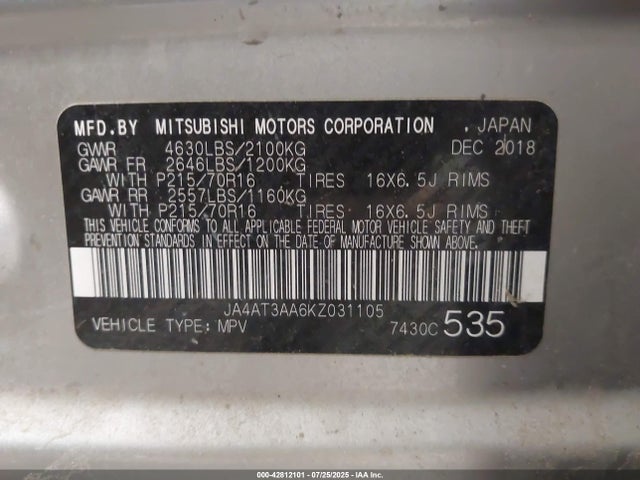 MFD.BY MITSUBISHI MOTORS CORPORATION . JAPAN
GVWR 4630LBS/2100KG DEC 2018
GAWR FR 2646LBS/1200KG
WITH P215/70R16 TIRES 16X6.5J RIMS
GAWR RR 2557LBS/1160KG
WITH P215/70R16 TIRES 16X6.5J RIMS
THIS VEHICLE CONFORMS TO ALL APPLICABLE FEDERAL MOTOR VEHICLE SAFETY AND THEFT
PREVENTION STANDARDS IN EFFECT ON THE DATE OF MANUFACTURE SHOWN ABOVE.
JA4AT3AA6KZ031105
VEHICLE TYPE: MPV 7430C 535
000-42812101 - 07/25/2025 - IAA Inc.